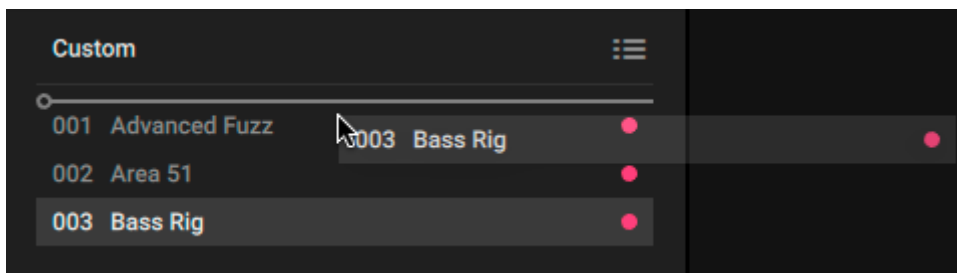 Custom
001 Advanced Fuzz
003 Bass Rig
002 Area 51
003 Bass Rig